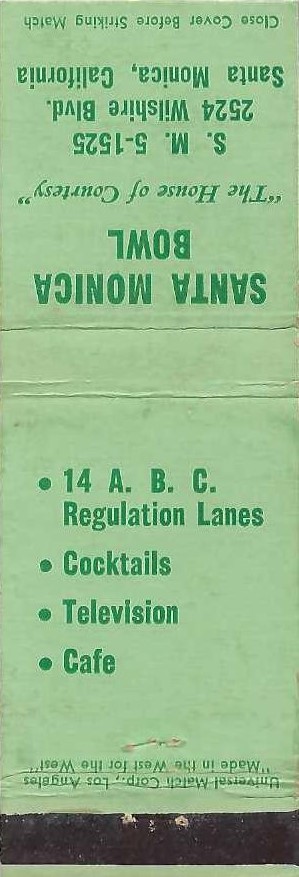 SANTA MONICA
BOWL
"The House of Courtesy"
S. M. 5-1525
2524 Wilshire Blvd.
Santa Monica, California
Close Cover Before Striking Match
• 14 A. B. C.
Regulation Lanes
• Cocktails
• Television
• Cafe
Universal Match Corp., Los Angeles
"Made in the West for the West"